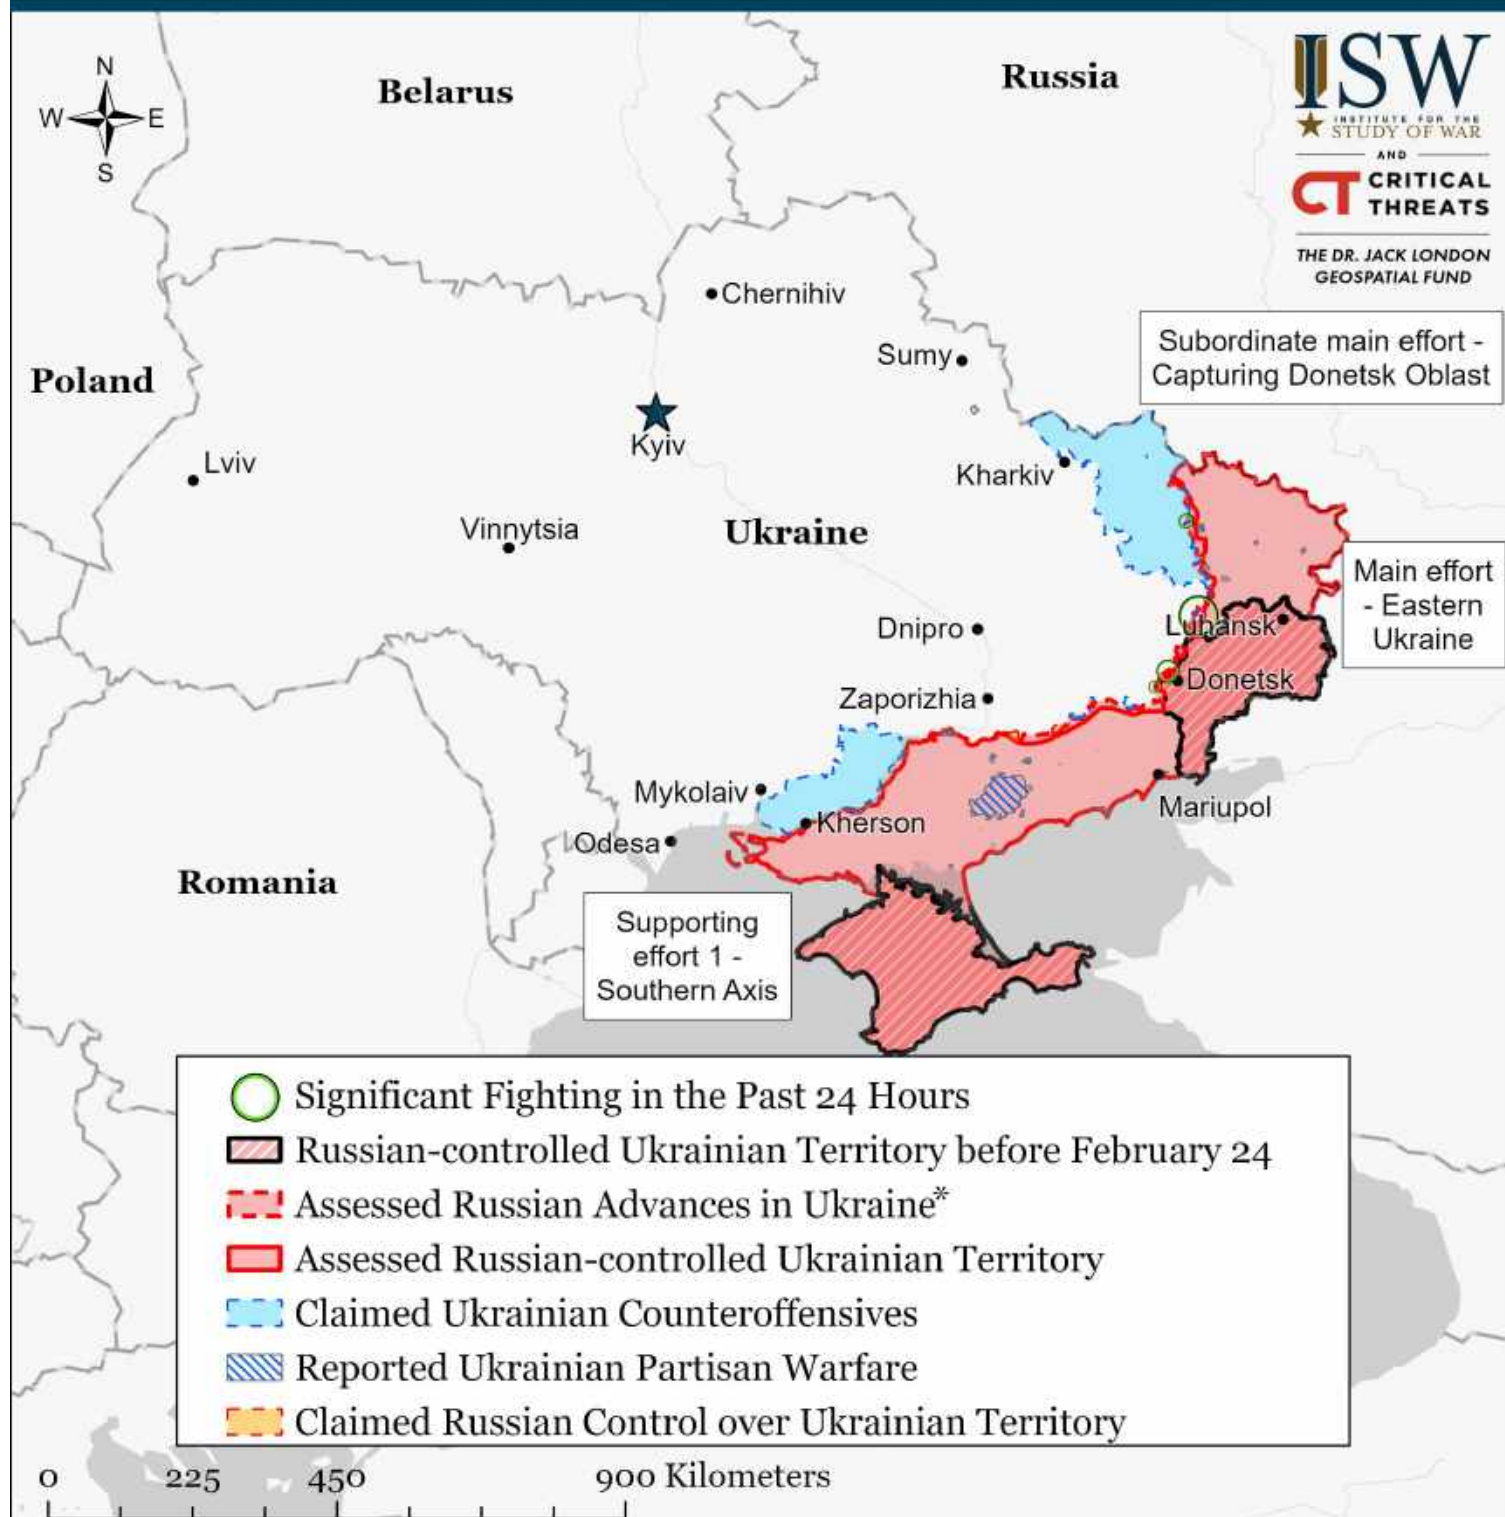 N
W E
S
Belarus
Russia
ISW
INSTITUTE FOR THE
STUDY OF WAR
AND
CT CRITICAL
THREATS
THE DR. JACK LONDON
GEOSPATIAL FUND
Chernihiv
Subordinate main effort -
Capturing Donetsk Oblast
Sumy
Poland
Kyiv
Lviv
Kharkiv
Vinnytsia
Ukraine
Main effort
- Eastern
Ukraine
Dnipro
Luhansk
Donetsk
Zaporizhia
Mykolaiv
Mariupol
Kherson
Odesa
Romania
Supporting
effort 1 -
Southern Axis
Significant Fighting in the Past 24 Hours
Russian-controlled Ukrainian Territory before February 24
Assessed Russian Advances in Ukraine*
Assessed Russian-controlled Ukrainian Territory
Claimed Ukrainian Counteroffensives
Reported Ukrainian Partisan Warfare
Claimed Russian Control over Ukrainian Territory
0 225 450 900 Kilometers